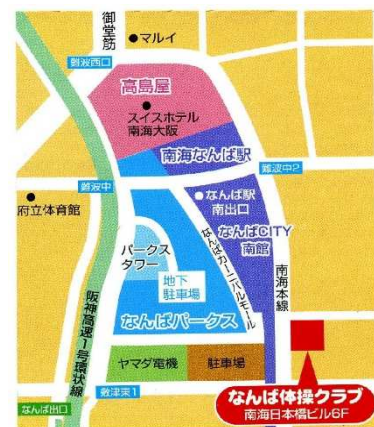 御堂筋
マルイ
難波西口
高島屋
スイスホテル
南海大阪
南海なんば駅
難波中2
難波中
なんば駅
南出口
府立体育館
なんばCITY
南館
パークス
タワー
なんばカーニバルモール
南海本線
地下
駐車場
阪神高速1号環状線
なんばパークス
ヤマダ電機
駐車場
敷津東1
なんば出口
なんば体操クラブ
南海日本橋ビル6F